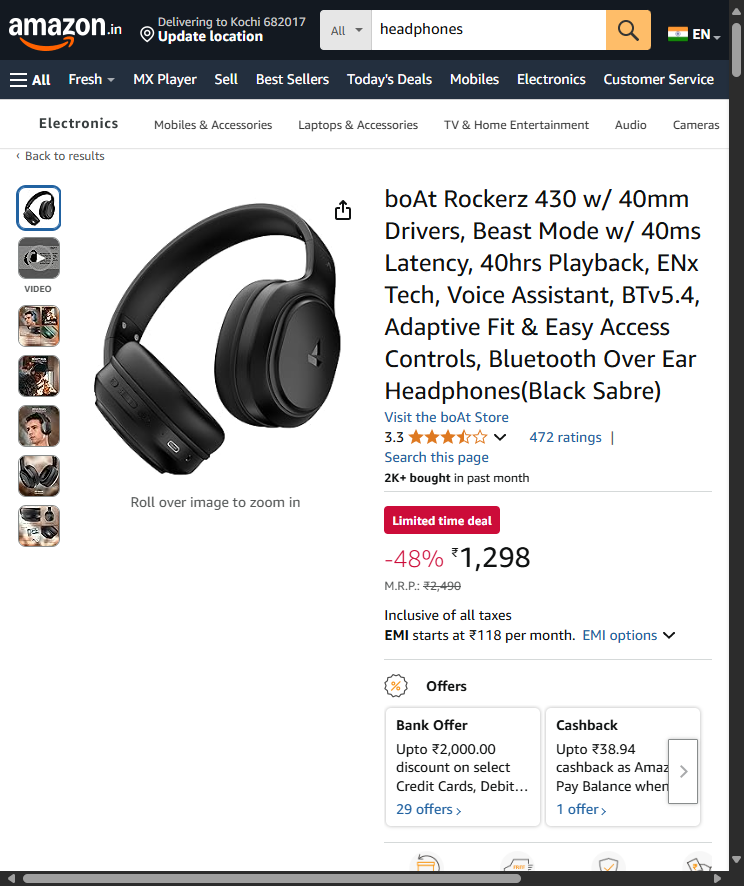 amazon.in
Delivering to Kochi 682017
Update location
All
headphones
EN
All
Fresh
MX Player
Sell
Best Sellers
Today's Deals
Mobiles
Electronics
Customer Service
Electronics
Mobiles & Accessories
Laptops & Accessories
TV & Home Entertainment
Audio
Cameras
‹ Back to results
VIDEO
Roll over image to zoom in
boAt Rockerz 430 w/ 40mm
Drivers, Beast Mode w/ 40ms
Latency, 40hrs Playback, ENx
Tech, Voice Assistant, BTv5.4,
Adaptive Fit & Easy Access
Controls, Bluetooth Over Ear
Headphones(Black Sabre)
Visit the boAt Store
3.3
472 ratings |
Search this page
2K+ bought in past month
Limited time deal
-48% ₹1,298
M.R.P.: ₹2,490
Inclusive of all taxes
EMI starts at ₹118 per month. EMI options
Offers
Bank Offer
Upto ₹2,000.00
discount on select
Credit Cards, Debit…
29 offers ›
Cashback
Upto ₹38.94
cashback as Amaz
Pay Balance when
1 offer ›
FREE